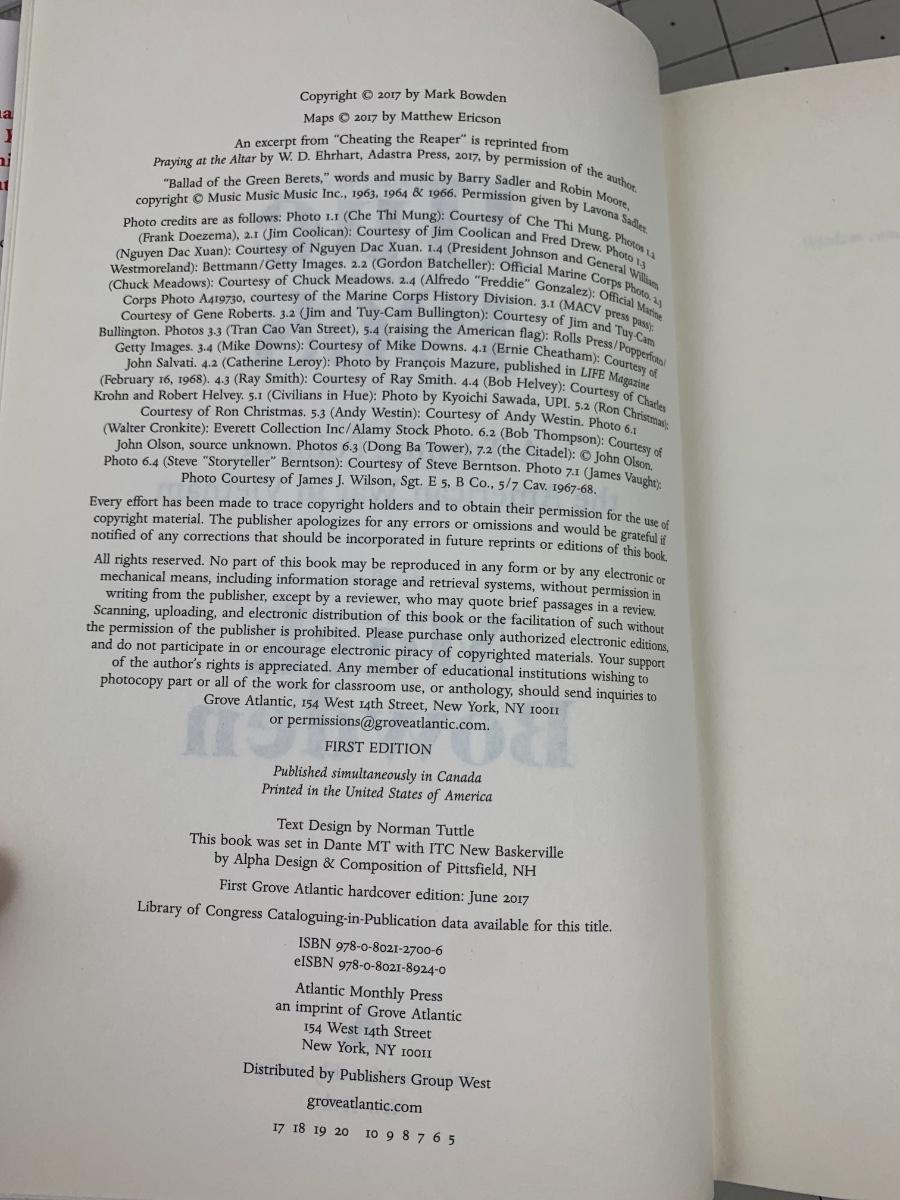 Copyright © 2017 by Mark Bowden
Maps © 2017 by Matthew Ericson
An excerpt from “Cheating the Reaper” is reprinted from
Praying at the Altar by W. D. Ehrhart, Adastra Press, 2017, by permission of the author.
“Ballad of the Green Berets,” words and music by Barry Sadler and Robin Moore,
copyright © Music Music Music Inc., 1963, 1964 & 1966. Permission given by Lavona Sadler.
Photo credits are as follows: Photo 1.1 (Che Thi Mung): Courtesy of Che Thi Mung. Photos 1.2
(Frank Doezema), 2.1 (Jim Coolican): Courtesy of Jim Coolican and Fred Drew. Photo 1.3
(Nguyen Dac Xuan): Courtesy of Nguyen Dac Xuan. 1.4 (President Johnson and General William
Westmoreland): Bettmann/Getty Images. 2.2 (Gordon Batcheller): Official Marine Corps Photo. 2.3
(Chuck Meadows): Courtesy of Chuck Meadows. 2.4 (Alfredo “Freddie” Gonzalez): Official Marine
Corps Photo A419730, courtesy of the Marine Corps History Division. 3.1 (MACV press pass):
Courtesy of Gene Roberts. 3.2 (Jim and Tuy-Cam Bullington): Courtesy of Jim and Tuy-Cam
Bullington. Photos 3.3 (Tran Cao Van Street), 5.4 (raising the American flag): Rolls Press/Popperfoto/
Getty Images. 3.4 (Mike Downs): Courtesy of Mike Downs. 4.1 (Ernie Cheatham): Courtesy of
John Salvati. 4.2 (Catherine Leroy): Photo by François Mazure, published in LIFE Magazine
(February 16, 1968). 4.3 (Ray Smith): Courtesy of Ray Smith. 4.4 (Bob Helvey): Courtesy of Charles
Krohn and Robert Helvey. 5.1 (Civilians in Hue): Photo by Kyoichi Sawada, UPI. 5.2 (Ron Christmas):
Courtesy of Ron Christmas. 5.3 (Andy Westin): Courtesy of Andy Westin. Photo 6.1
(Walter Cronkite): Everett Collection Inc/Alamy Stock Photo. 6.2 (Bob Thompson): Courtesy of
John Olson, source unknown. Photos 6.3 (Dong Ba Tower), 7.2 (the Citadel): © John Olson.
Photo 6.4 (Steve “Storyteller” Berntson): Courtesy of Steve Berntson. Photo 7.1 (James Vaught):
Photo Courtesy of James J. Wilson, Sgt. E 5, B Co., 5/7 Cav. 1967-68.
Every effort has been made to trace copyright holders and to obtain their permission for the use of
copyright material. The publisher apologizes for any errors or omissions and would be grateful if
notified of any corrections that should be incorporated in future reprints or editions of this book.
All rights reserved. No part of this book may be reproduced in any form or by any electronic or
mechanical means, including information storage and retrieval systems, without permission in
writing from the publisher, except by a reviewer, who may quote brief passages in a review.
Scanning, uploading, and electronic distribution of this book or the facilitation of such without
the permission of the publisher is prohibited. Please purchase only authorized electronic editions,
and do not participate in or encourage electronic piracy of copyrighted materials. Your support
of the author’s rights is appreciated. Any member of educational institutions wishing to
photocopy part or all of the work for classroom use, or anthology, should send inquiries to
Grove Atlantic, 154 West 14th Street, New York, NY 10011
or permissions@groveatlantic.com.
FIRST EDITION
Published simultaneously in Canada
Printed in the United States of America
Text Design by Norman Tuttle
This book was set in Dante MT with ITC New Baskerville
by Alpha Design & Composition of Pittsfield, NH
First Grove Atlantic hardcover edition: June 2017
Library of Congress Cataloguing-in-Publication data available for this title.
ISBN 978-0-8021-2700-6
eISBN 978-0-8021-8924-0
Atlantic Monthly Press
an imprint of Grove Atlantic
154 West 14th Street
New York, NY 10011
Distributed by Publishers Group West
groveatlantic.com
17 18 19 20 10 9 8 7 6 5